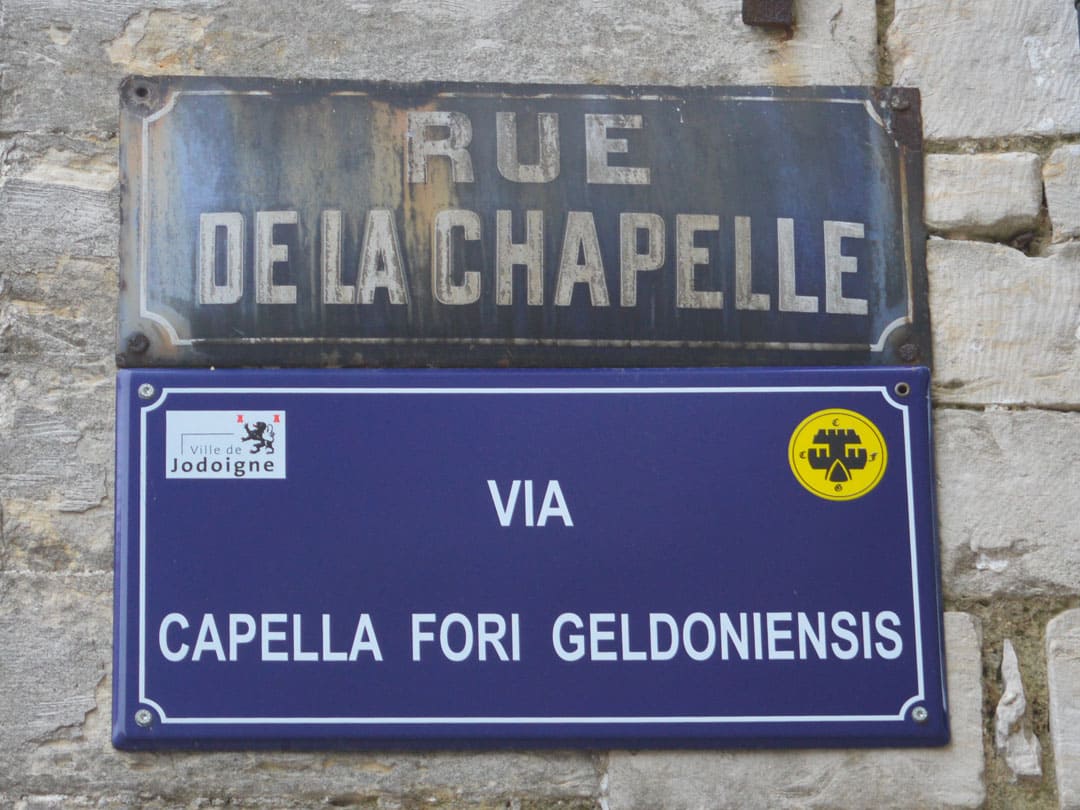 RUE
DE LA CHAPELLE
Ville de
Jodoigne
C
C F
G
VIA
CAPELLA FORI GELDONIENSIS